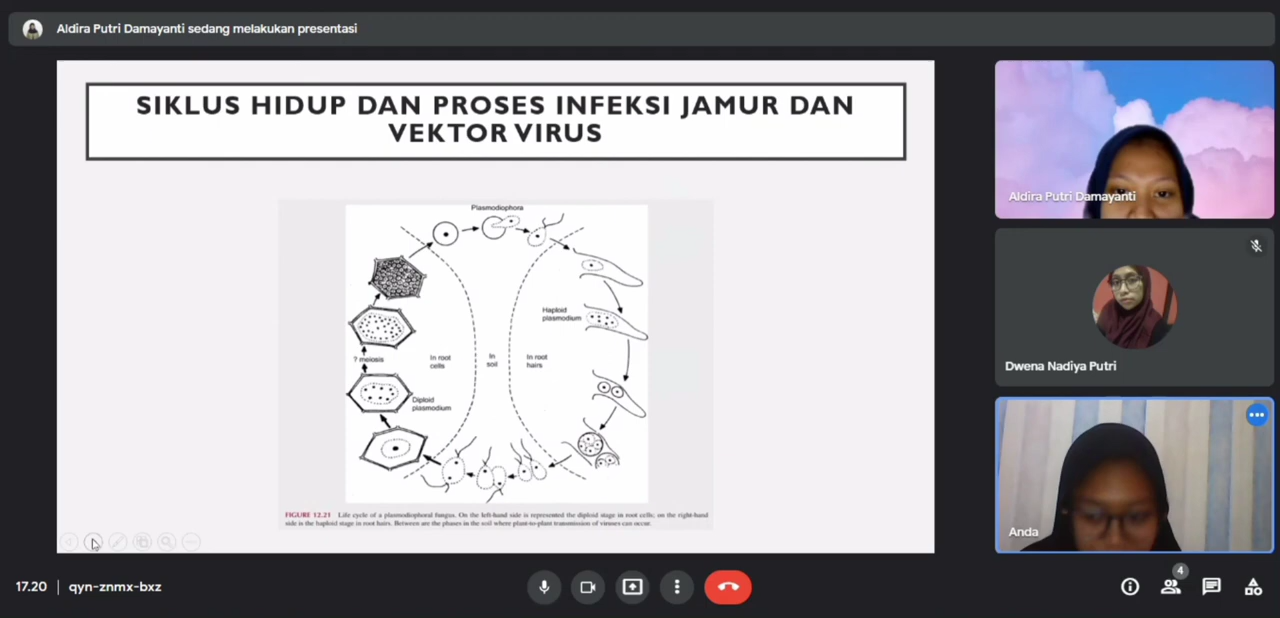 Aldira Putri Damayanti sedang melakukan presentasi
SIKLUS HIDUP DAN PROSES INFEKSI JAMUR DAN
VEKTOR VIRUS
Plasmodiophora
Haploid
plasmodium
? meiosis
In root
cells
In
soil
In root
hairs
Diploid
plasmodium
FIGURE 12.21 Life cycle of a plasmodiophoral fungus. On the left-hand side is represented the diploid stage in root cells; on the right-hand
side is the haploid stage in root hairs. Between are the phases in the soil where plant-to-plant transmission of viruses can occur.
Aldira Putri Damayanti
Dwena Nadiya Putri
Anda
17.20 | qyn-znmx-bxz
4